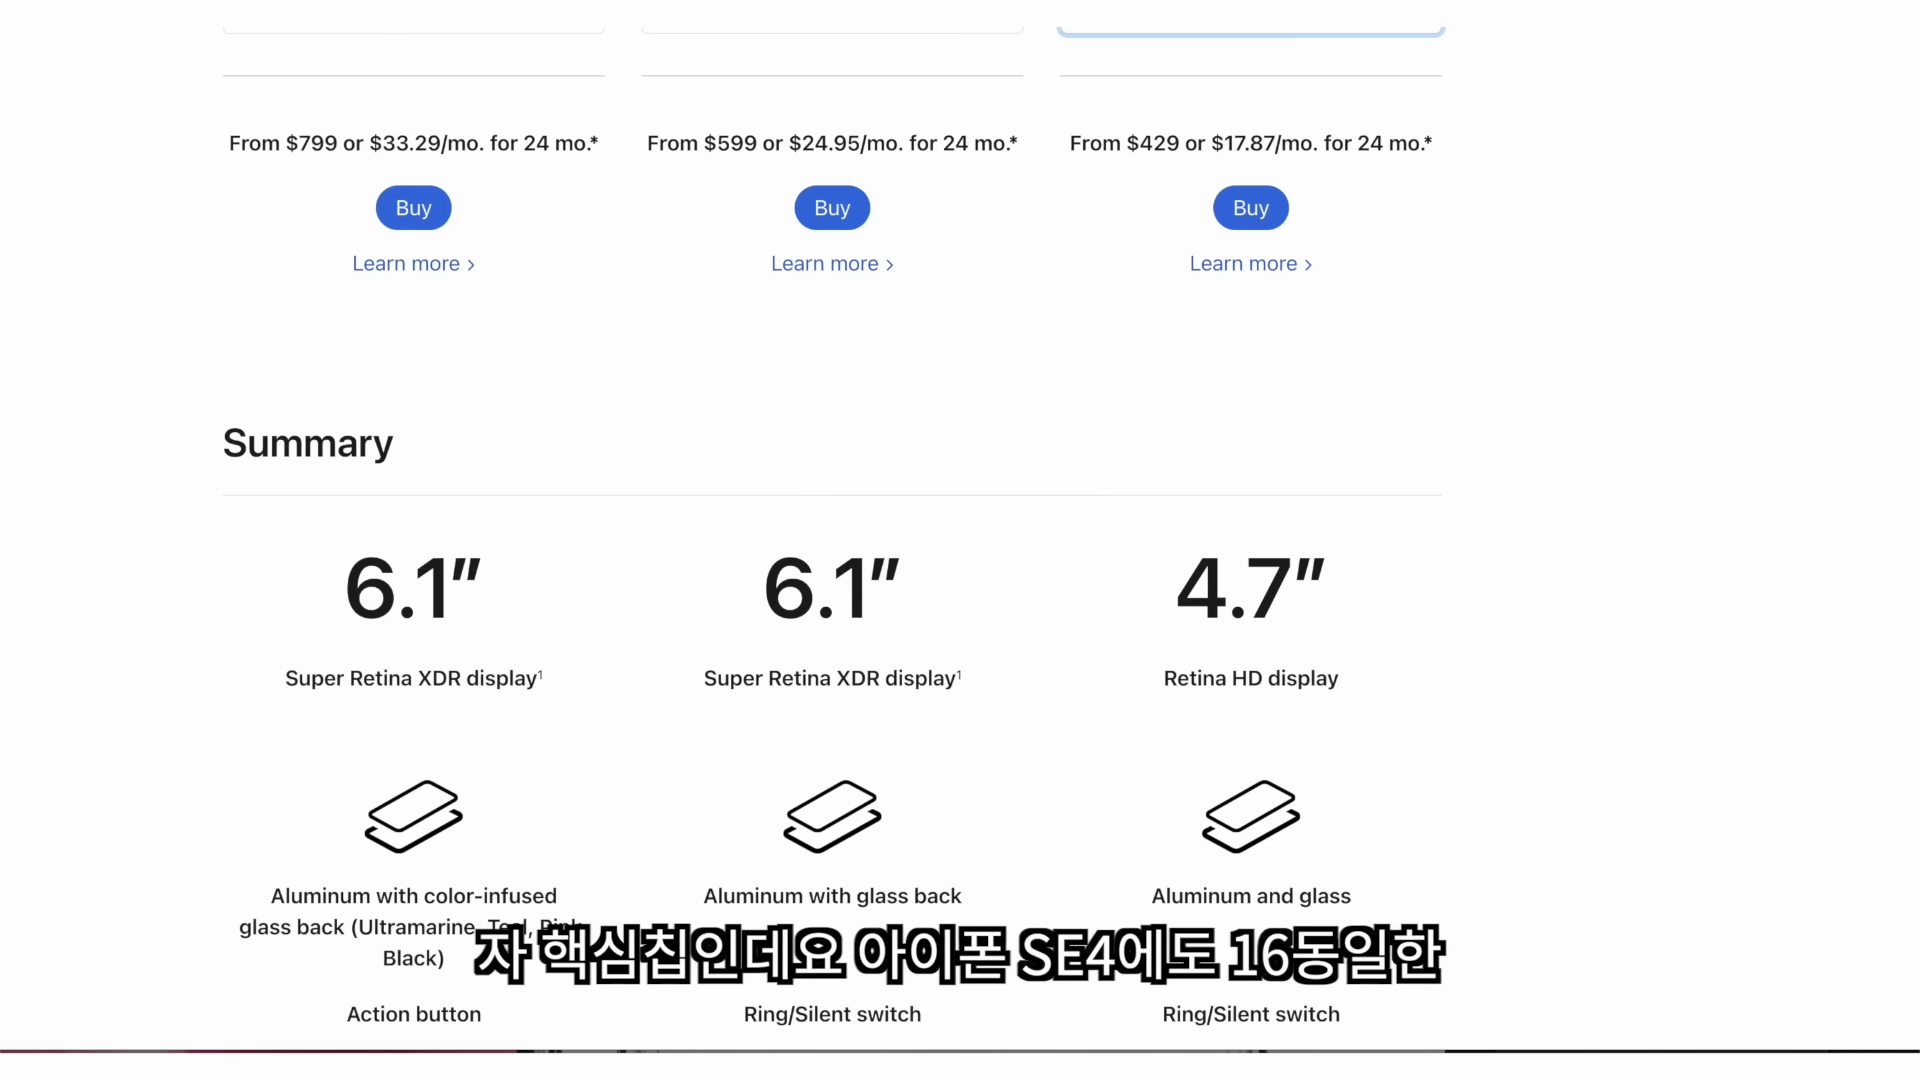 From $799 or $33.29/mo. for 24 mo.*
From $599 or $24.95/mo. for 24 mo.*
From $429 or $17.87/mo. for 24 mo.*
Buy
Buy
Buy
Learn more >
Learn more >
Learn more >
Summary
6.1″
6.1″
4.7″
Super Retina XDR display¹
Super Retina XDR display¹
Retina HD display
Aluminum with color-infused
glass back (Ultramarine, Teal, Pink,
Black)
Aluminum with glass back
Aluminum and glass
자 핵심칩인데요 아이폰 SE4에도 16동일한
Action button
Ring/Silent switch
Ring/Silent switch